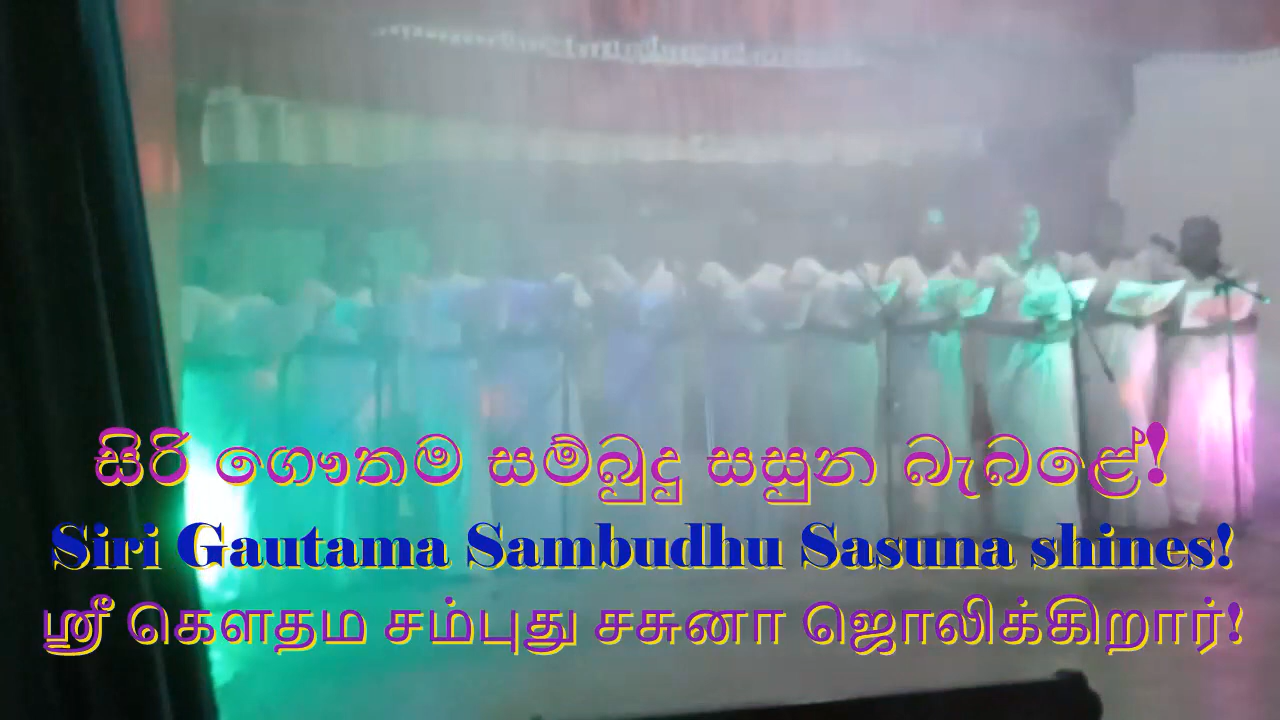 සිරි ගෞතම සම්බුදු සසුන බැබළේ!
Siri Gautama Sambudhu Sasuna shines!
ஸ்ரீ கௌதம சம்புது சசுனா ஜொலிக்கிறார்!